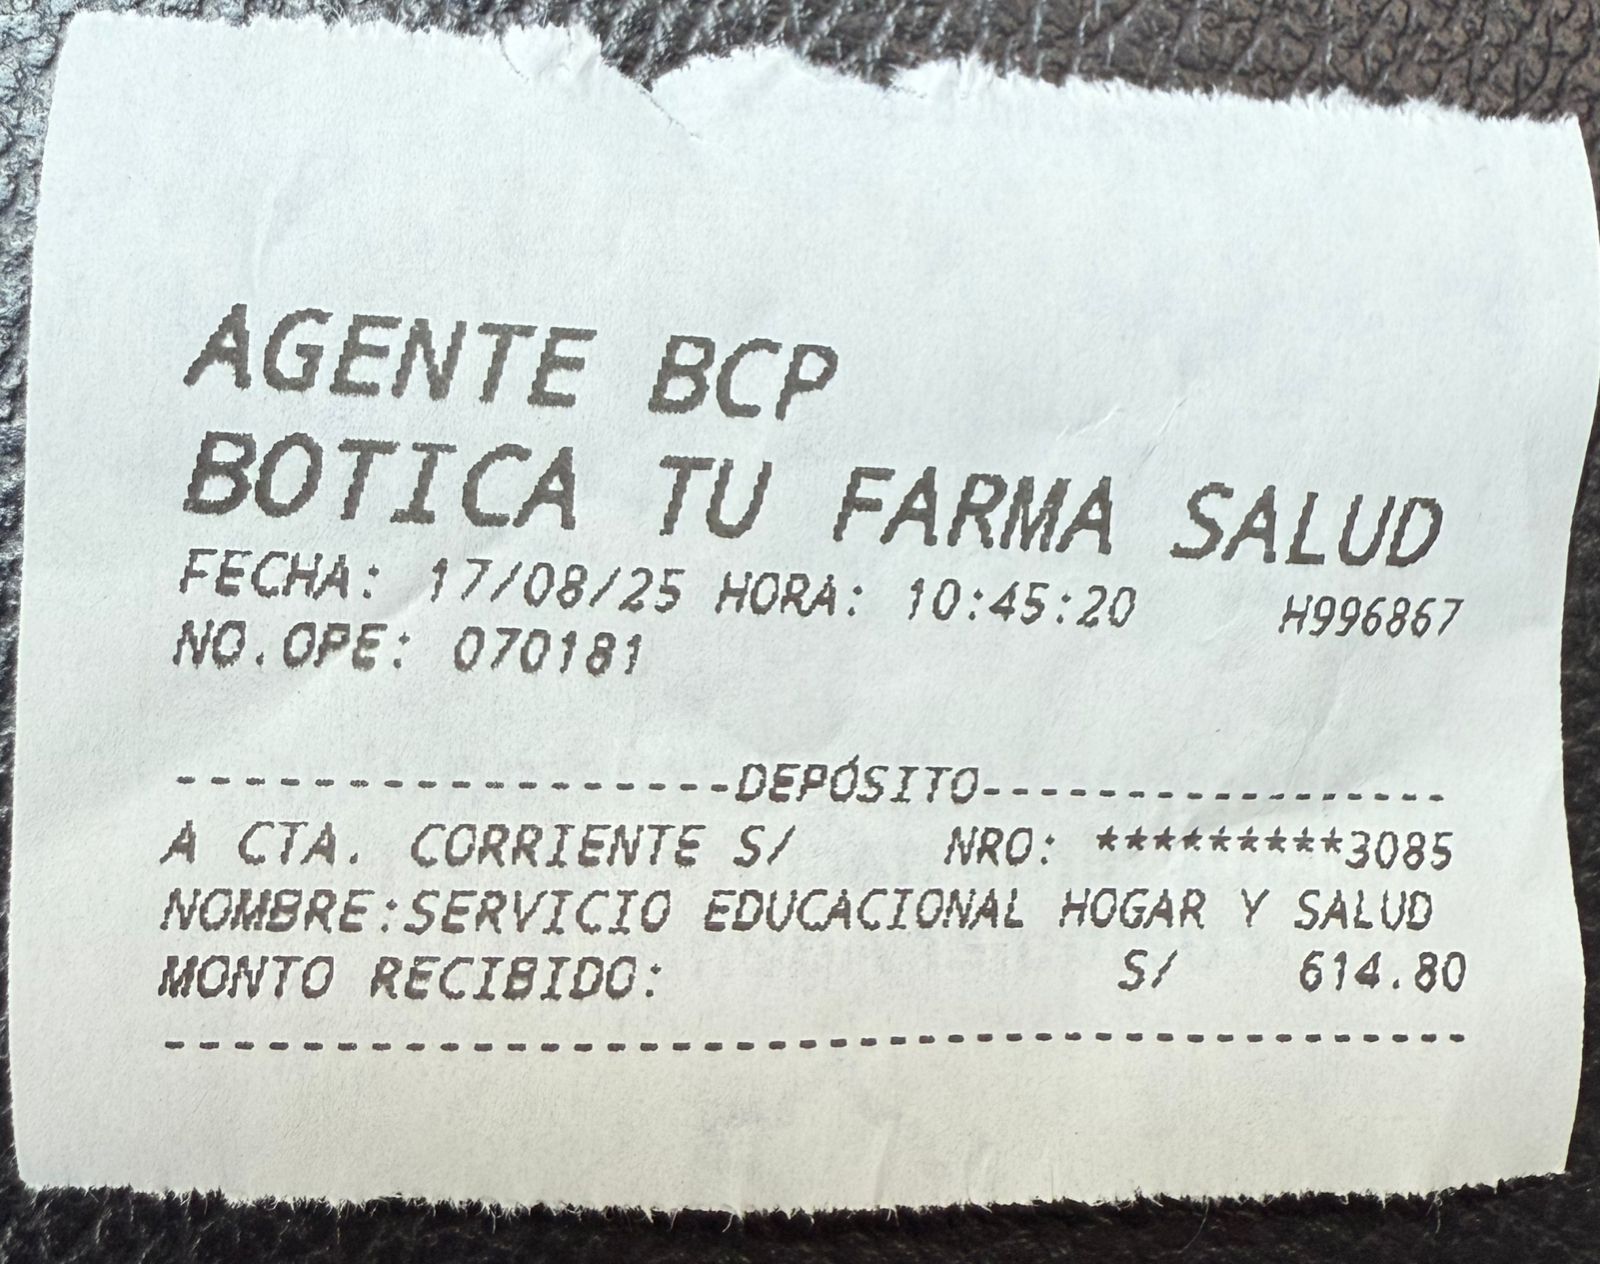 AGENTE BCP
BOTICA TU FARMA SALUD
FECHA: 17/08/25 HORA: 10:45:20 H996867
NO.OPE: 070181
------------------DEPÓSITO-----------------
A CTA. CORRIENTE S/ NRO: *********3085
NOMBRE:SERVICIO EDUCACIONAL HOGAR Y SALUD
MONTO RECIBIDO: S/ 614.80
--------------------------------------------